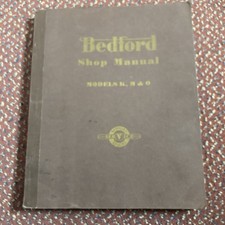 Bedford
Shop Manual
MODELS K, M & O